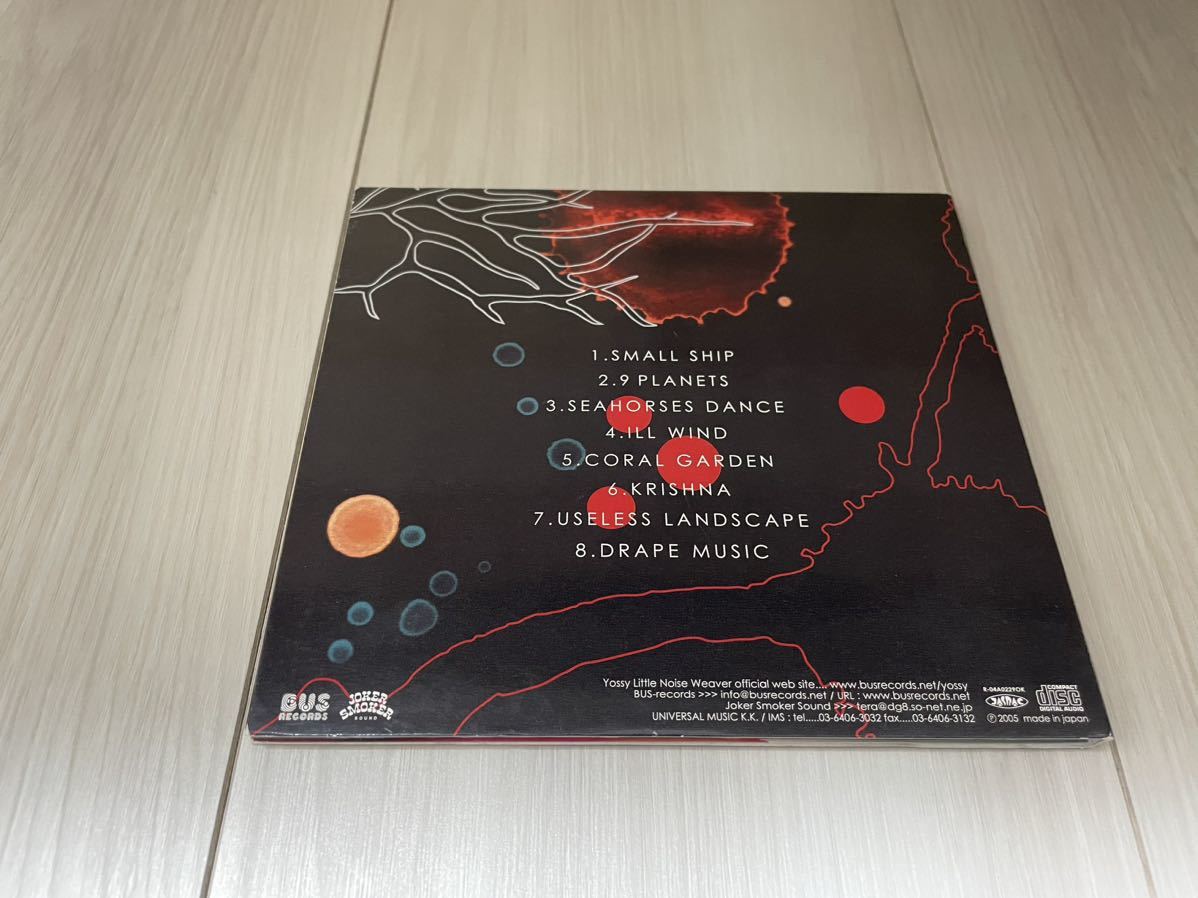 1.SMALL SHIP
2.9 PLANETS
3.SEAHORSES DANCE
4.ILL WIND
5.CORAL GARDEN
6.KRISHNA
7.USELESS LANDSCAPE
8.DRAPE MUSIC
BUS
RECORDS
JOKER
SMOKER
SOUND
Yossy Little Noise Weaver official web site.... www.busrecords.net/yossy
BUS-records >>> info@busrecords.net / URL : www.busrecords.net
Joker Smoker Sound >>> tera@dg8.so-net.ne.jp
UNIVERSAL MUSIC K.K. / IMS : tel.....03-6406-3032 fax.....03-6406-3132
R-04A0229OK
JASRAC
COMPACT
disc
DIGITAL AUDIO
℗ 2005 made in japan